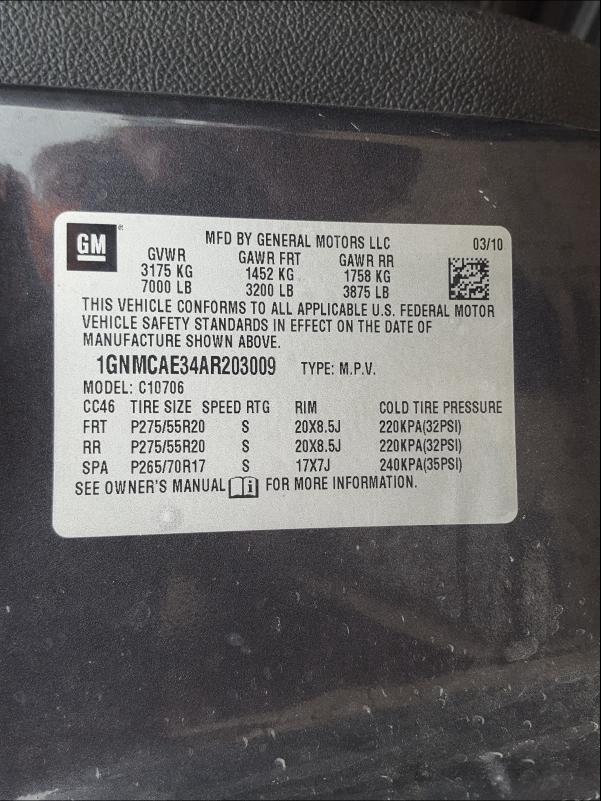 GM MFD BY GENERAL MOTORS LLC 03/10
GVWR GAWR FRT GAWR RR
3175 KG 1452 KG 1758 KG
7000 LB 3200 LB 3875 LB
THIS VEHICLE CONFORMS TO ALL APPLICABLE U.S. FEDERAL MOTOR
VEHICLE SAFETY STANDARDS IN EFFECT ON THE DATE OF
MANUFACTURE SHOWN ABOVE.
1GNMCAE34AR203009 TYPE: M.P.V.
MODEL: C10706
CC46 TIRE SIZE SPEED RTG RIM COLD TIRE PRESSURE
FRT P275/55R20 S 20X8.5J 220KPA(32PSI)
RR P275/55R20 S 20X8.5J 220KPA(32PSI)
SPA P265/70R17 S 17X7J 240KPA(35PSI)
SEE OWNER'S MANUAL i FOR MORE INFORMATION.